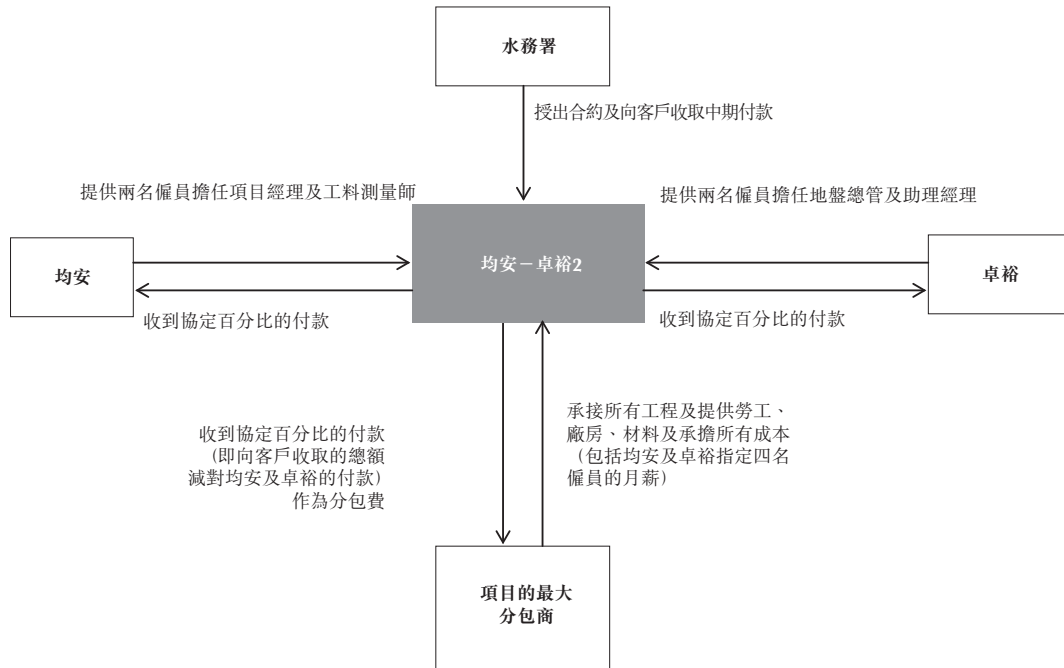 水務署
授出合約及向客戶收取中期付款
提供兩名僱員擔任項目經理及工料測量師
提供兩名僱員擔任地盤總管及助理經理
均安
均安－卓裕2
卓裕
收到協定百分比的付款
收到協定百分比的付款
收到協定百分比的付款
（即向客戶收取的總額
減對均安及卓裕的付款）
作為分包費
承接所有工程及提供勞工、
廠房、材料及承擔所有成本
（包括均安及卓裕指定四名
僱員的月薪）
項目的最大
分包商